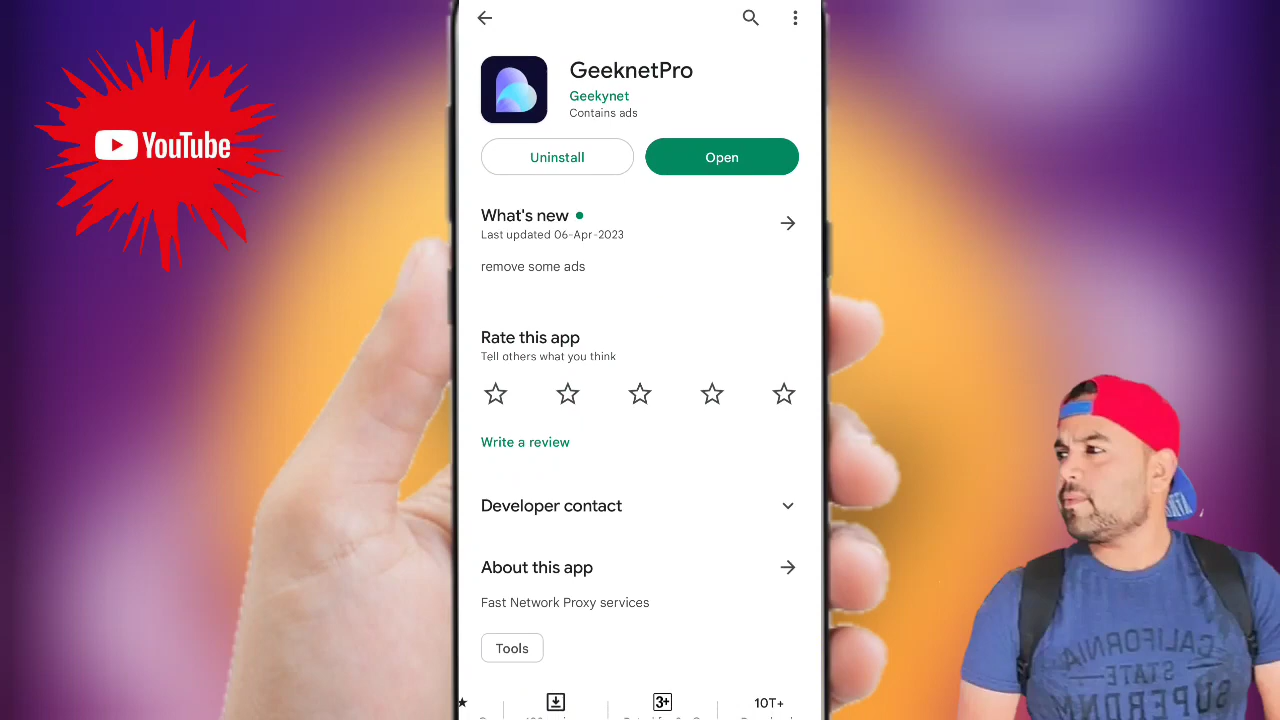 YouTube
GeeknetPro
Geekynet
Contains ads
Uninstall
Open
What's new
Last updated 06-Apr-2023
remove some ads
Rate this app
Tell others what you think
Write a review
Developer contact
About this app
Fast Network Proxy services
Tools
3+
10T+
CALIFORNIA
STATE